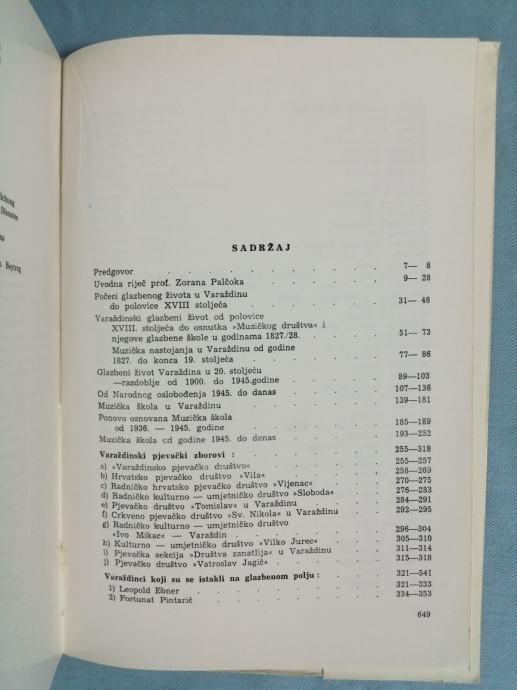 lichung
Dienstes
n Beytrag
SADRŽAJ
Predgovor . . . . . . . . . . 7— 8
Uvodna riječ prof. Zorana Palčoka . . . . . 9— 28
Počeci glazbenog života u Varaždinu
do polovice XVIII stoljeća . . . . . 31— 48
Varaždinski glazbeni život od polovice
XVIII. stoljeća do osnutka »Muzičkog društva« i
njegove glazbene škole u godinama 1827./28. . . . 51— 73
Muzička nastojanja u Varaždinu od godine
1827. do konca 19. stoljeća . . . . . 77— 86
Glazbeni život Varaždina u 20. stoljeću
—razdoblje od 1900. do 1945.godine . . . . 89—103
Od Narodnog oslobođenja 1945. do danas . . . . 107—136
Muzička škola u Varaždinu . . . . . 139—181
Ponovo osnovana Muzička škola
od 1936. — 1945. godine . . . . . 185—189
Muzička škola od godine 1945. do danas . . . . 193—252
Varaždinski pjevački zborovi : . . . . 255—318
a) »Varaždinsko pjevačko društvo« . . . . 255—257
b) Hrvatsko pjevačko društvo »Vila« . . . . 258—269
c) Radničko hrvatsko pjevačko društvo »Vijenac« . . . 270—275
d) Radničko kulturno — umjetničko društvo »Sloboda« . . 276—283
e) Pjevačko društvo »Tomislav« u Varaždinu . . . 284—291
f) Crkveno pjevačko društvo »Sv. Nikola« u Varaždinu . . 292—295
g) Radničko kulturno — umjetničko društvo
»Ivo Mikac« — Varaždin . . . . . 296—304
h) Kulturno — umjetničko društvo »Vilko Jurec« . . . 305—310
i) Pjevačka sekcija »Društva zanatlija« u Varaždinu . . 311—314
j) Pjevačko društvo »Vatroslav Jagić« . . . . 315—318
Varaždinci koji su se istakli na glazbenom polju : . . . 321—541
1) Leopold Ebner . . . . . . . 321—333
2) Fortunat Pintarić . . . . . . . 334—353
649